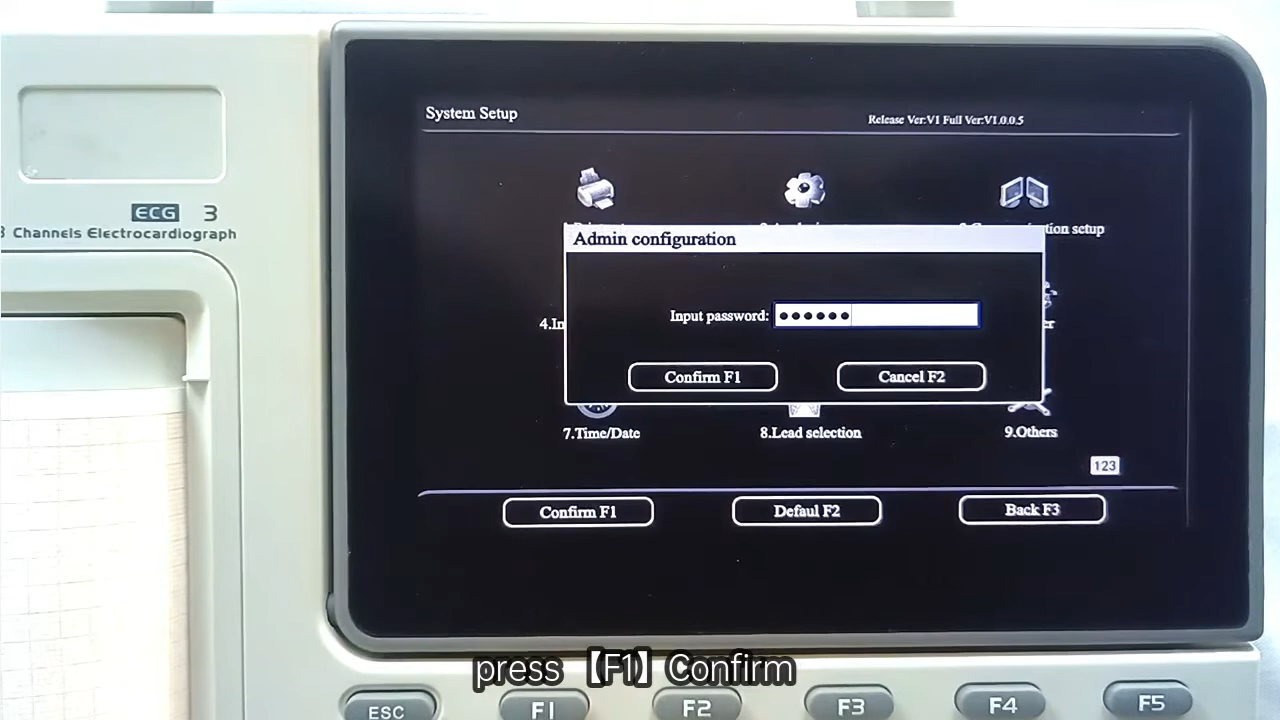 System Setup
Release Ver:V1 Full Ver:V1.0.0.5
ECG 3
3 Channels Electrocardiograph
tion setup
Admin configuration
4.In
Input password: ●●●●●●
Confirm F1
Cancel F2
7.Time/Date
8.Lead selection
9.Others
123
Confirm F1
Defaul F2
Back F3
press【F1】Confirm
ESC
F1
F2
F3
F4
F5